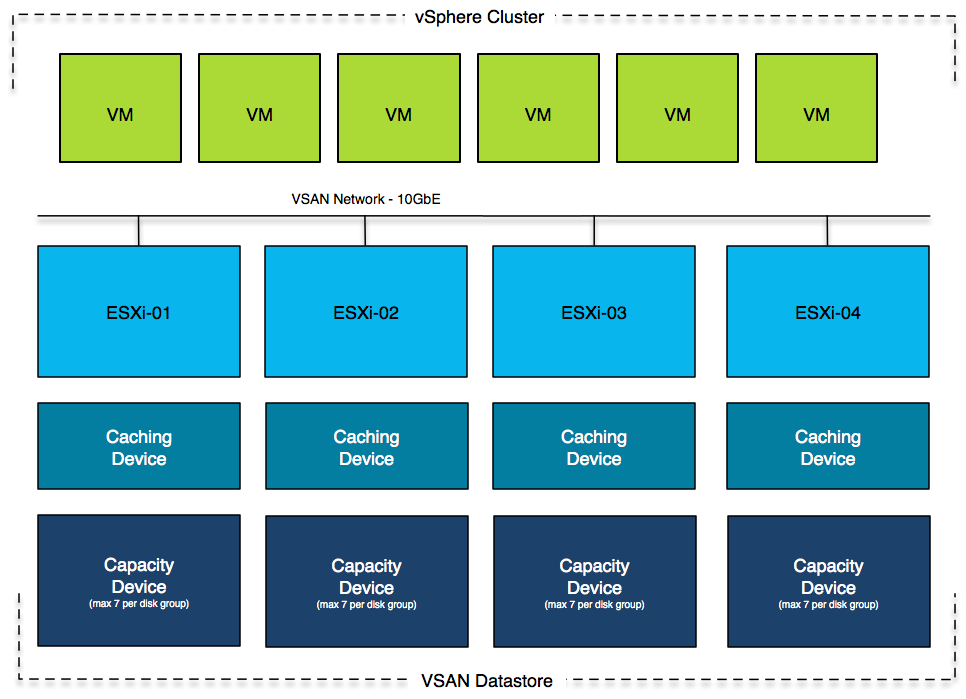 vSphere Cluster
VM VM VM VM VM VM
VSAN Network - 10GbE
ESXi-01 ESXi-02 ESXi-03 ESXi-04
Caching Caching Caching Caching
Device Device Device Device
Capacity Capacity Capacity Capacity
Device Device Device Device
(max 7 per disk group) (max 7 per disk group) (max 7 per disk group) (max 7 per disk group)
VSAN Datastore